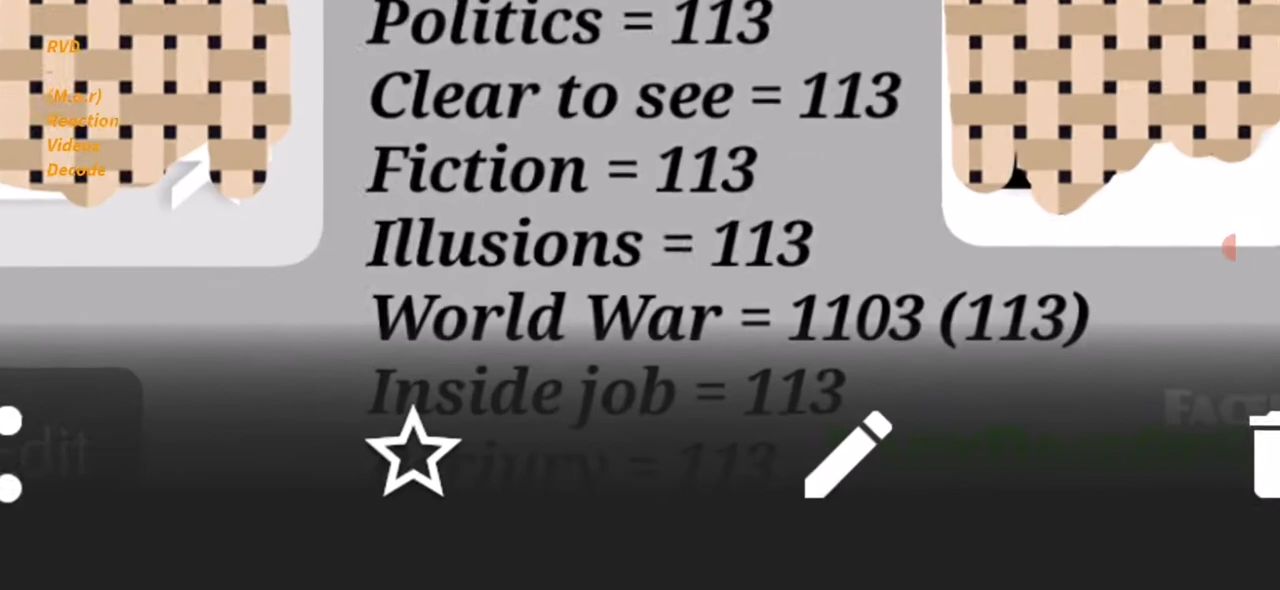 Politics = 113
RVD
-
(M.o.r)
Reaction
Videos
Decode
Clear to see = 113
Fiction = 113
Illusions = 113
World War = 1103 (113)
Inside job = 113
= 113